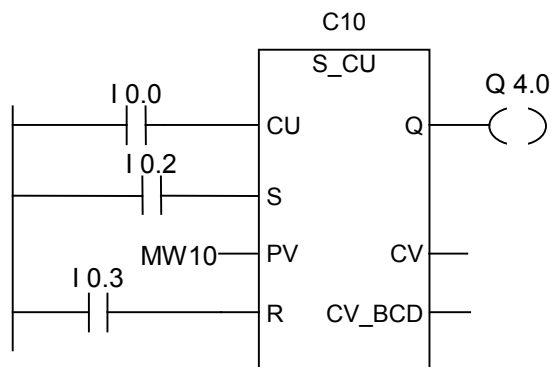 C10
S_CU
I 0.0
Q 4.0
CU
Q
I 0.2
S
MW10
PV
CV
I 0.3
R
CV_BCD